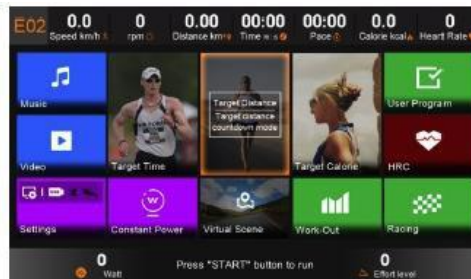 E02
0.0 0 0.00 00:00 00:00 0.0 0
Speed km/h rpm Distance km Time Pace Calorie kcal Heart Rate
Music
Target Time
Target Distance
Target distance
countdown mode
Target Calorie
User Program
Video
HRC
Settings
Constant Power
Virtual Scene
Work-Out
Racing
0
Watt
Press "START" button to run
0
Effort level